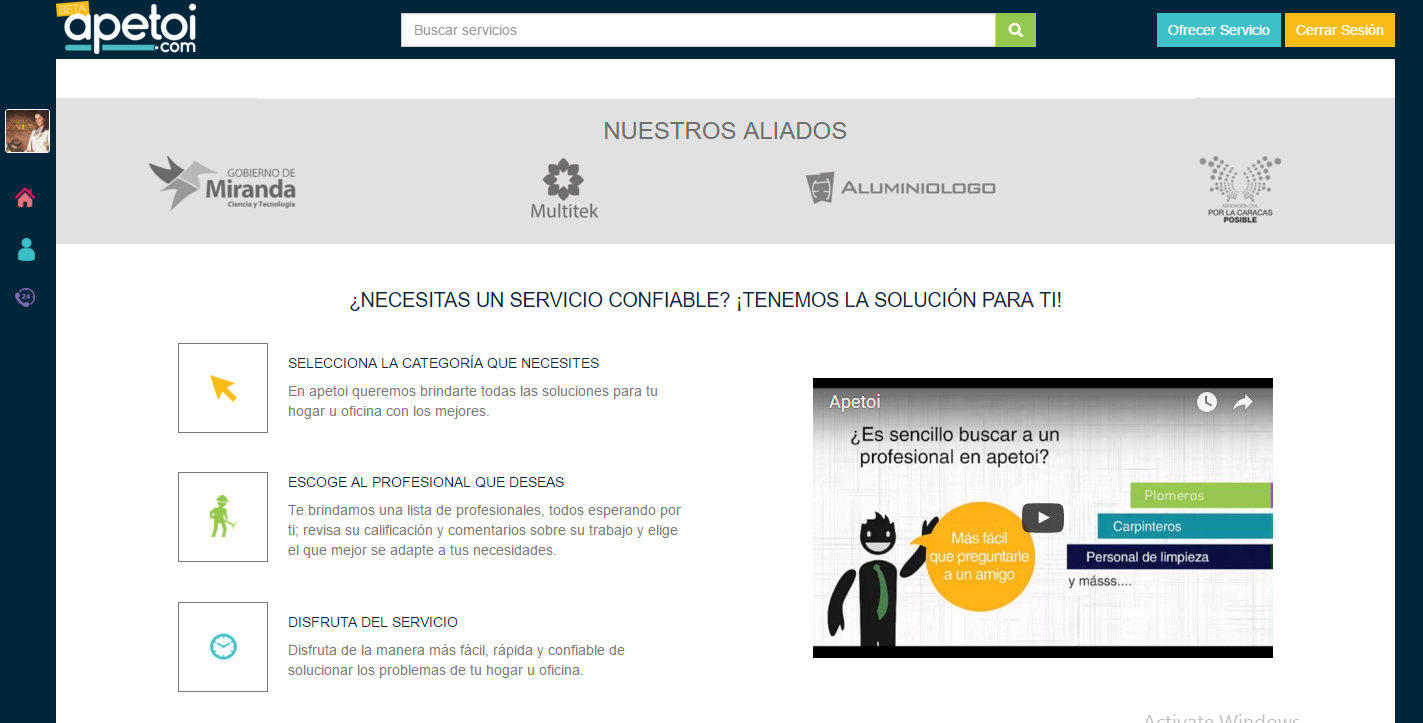 BETA
apetoi
.com
Buscar servicios
Ofrecer Servicio
Cerrar Sesión
NUESTROS ALIADOS
GOBIERNO DE
Miranda
Ciencia y Tecnología
Multitek
ALUMINIOLOGO
ASOCIACIÓN CIVIL
POR LA CARACAS
POSIBLE
24
¿NECESITAS UN SERVICIO CONFIABLE? ¡TENEMOS LA SOLUCIÓN PARA TI!
SELECCIONA LA CATEGORÍA QUE NECESITES
En apetoi queremos brindarte todas las soluciones para tu
hogar u oficina con los mejores.
ESCOGE AL PROFESIONAL QUE DESEAS
Te brindamos una lista de profesionales, todos esperando por
ti; revisa su calificación y comentarios sobre su trabajo y elige
el que mejor se adapte a tus necesidades.
DISFRUTA DEL SERVICIO
Disfruta de la manera más fácil, rápida y confiable de
solucionar los problemas de tu hogar u oficina.
Apetoi
¿Es sencillo buscar a un
profesional en apetoi?
Más fácil
que preguntarle
a un amigo
Plomeros
Carpinteros
Personal de limpieza
y másss....
Activate Windows